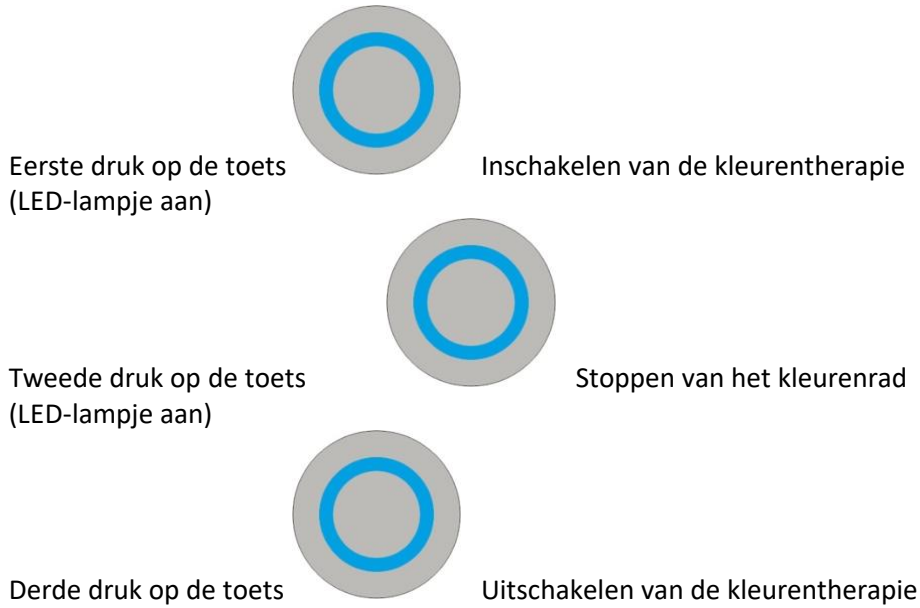 Eerste druk op de toets Inschakelen van de kleurentherapie
(LED-lampje aan)
Tweede druk op de toets Stoppen van het kleurenrad
(LED-lampje aan)
Derde druk op de toets Uitschakelen van de kleurentherapie